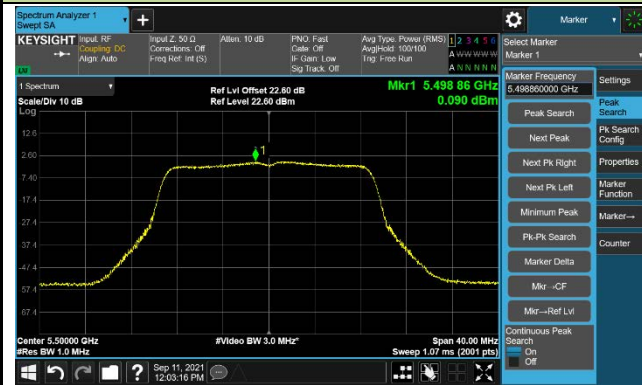 Spectrum Analyzer 1
Swept SA
+
Marker
KEYSIGHT
Input: RF
Coupling: DC
Align: Auto
Input Z: 50 Ω
Corrections: Off
Freq Ref: Int (S)
Atten: 10 dB
PNO: Fast
Gate: Off
IF Gain: Low
Sig Track: Off
Avg Type: Power (RMS)
Avg|Hold: 100/100
Trig: Free Run
1 2 3 4 5 6
A W W W W W
A N N N N N
LXI
Select Marker
Marker 1
1 Spectrum
Scale/Div 10 dB
Log
Ref Lvl Offset 22.60 dB
Ref Level 22.60 dBm
Mkr1 5.498 86 GHz
0.090 dBm
12.6
2.60
-7.40
-17.4
-27.4
-37.4
-47.4
-57.4
-67.4
1
Center 5.50000 GHz
#Res BW 1.0 MHz
#Video BW 3.0 MHz*
Span 40.00 MHz
Sweep 1.07 ms (2001 pts)
Marker Frequency
5.498860000 GHz
Peak Search
Next Peak
Next Pk Right
Next Pk Left
Minimum Peak
Pk-Pk Search
Marker Delta
Mkr→CF
Mkr→Ref Lvl
Continuous Peak
Search
On
Off
Settings
Peak
Search
Pk Search
Config
Properties
Marker
Function
Marker→
Counter
?
Sep 11, 2021
12:03:16 PM